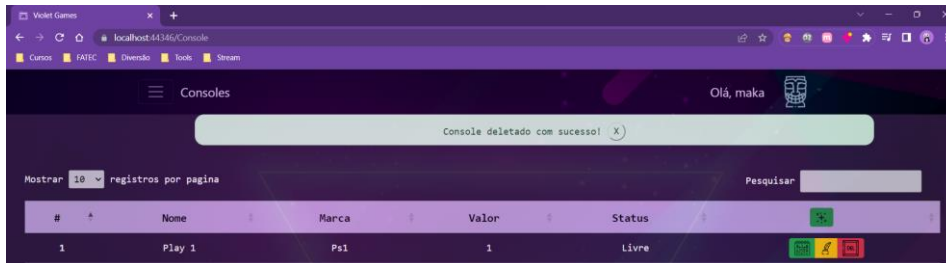 Violet Games
localhost:44346/Console
Cursos FATEC Diversão Tools Stream
Consoles Olá, maka
Console deletado com sucesso! X
Mostrar 10 registros por pagina Pesquisar
# Nome Marca Valor Status
1 Play 1 Ps1 1 Livre